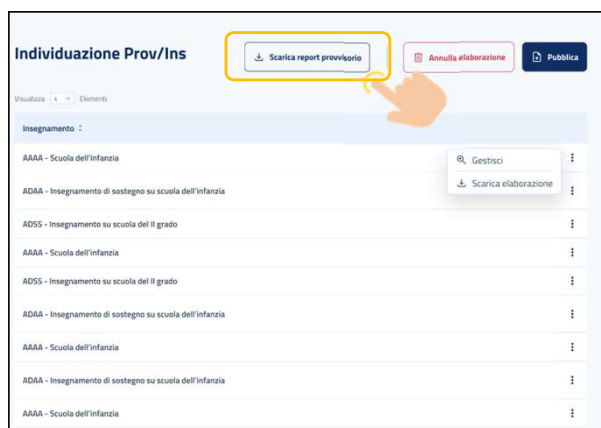 Individuazione Prov/Ins
Scarica report provvisorio
Annulla elaborazione
Pubblica
Visualizza 4 Elementi
Insegnamento
AAAA - Scuola dell'infanzia
Gestisci
Scarica elaborazione
ADAA - Insegnamento di sostegno su scuola dell'infanzia
ADSS - Insegnamento su scuola del II grado
AAAA - Scuola dell'infanzia
ADSS - Insegnamento su scuola del II grado
ADAA - Insegnamento di sostegno su scuola dell'infanzia
AAAA - Scuola dell'infanzia
ADAA - Insegnamento di sostegno su scuola dell'infanzia
AAAA - Scuola dell'infanzia